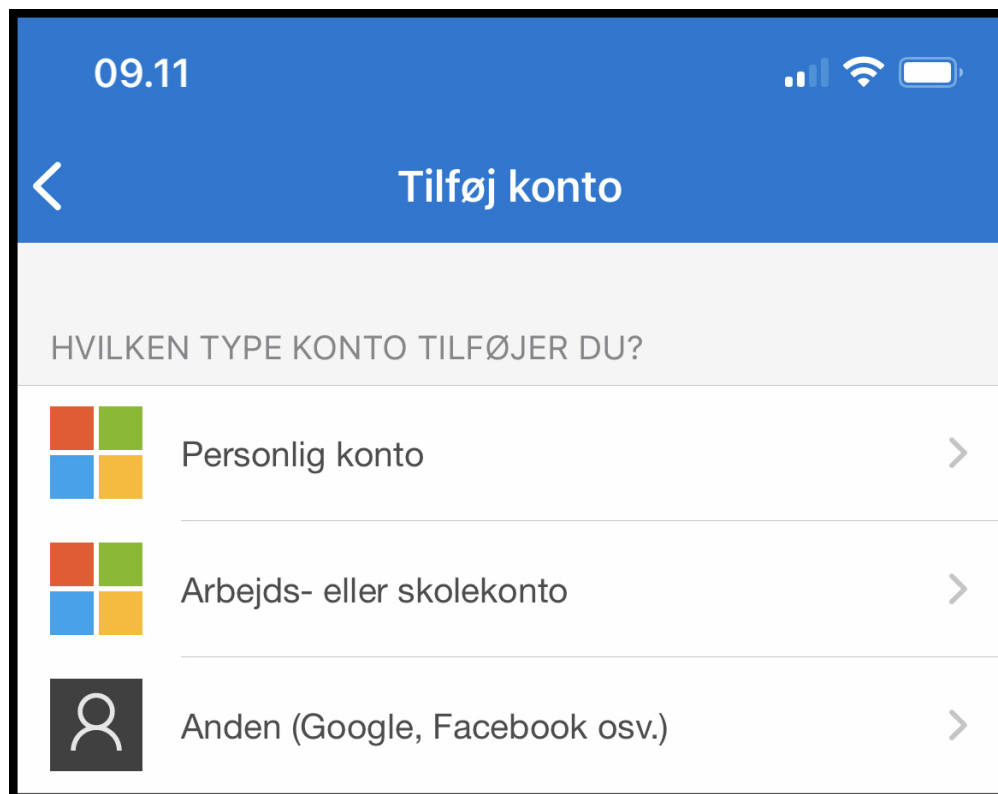 09.11
Tilføj konto
HVILKEN TYPE KONTO TILFØJER DU?
Personlig konto
Arbejds- eller skolekonto
Anden (Google, Facebook osv.)